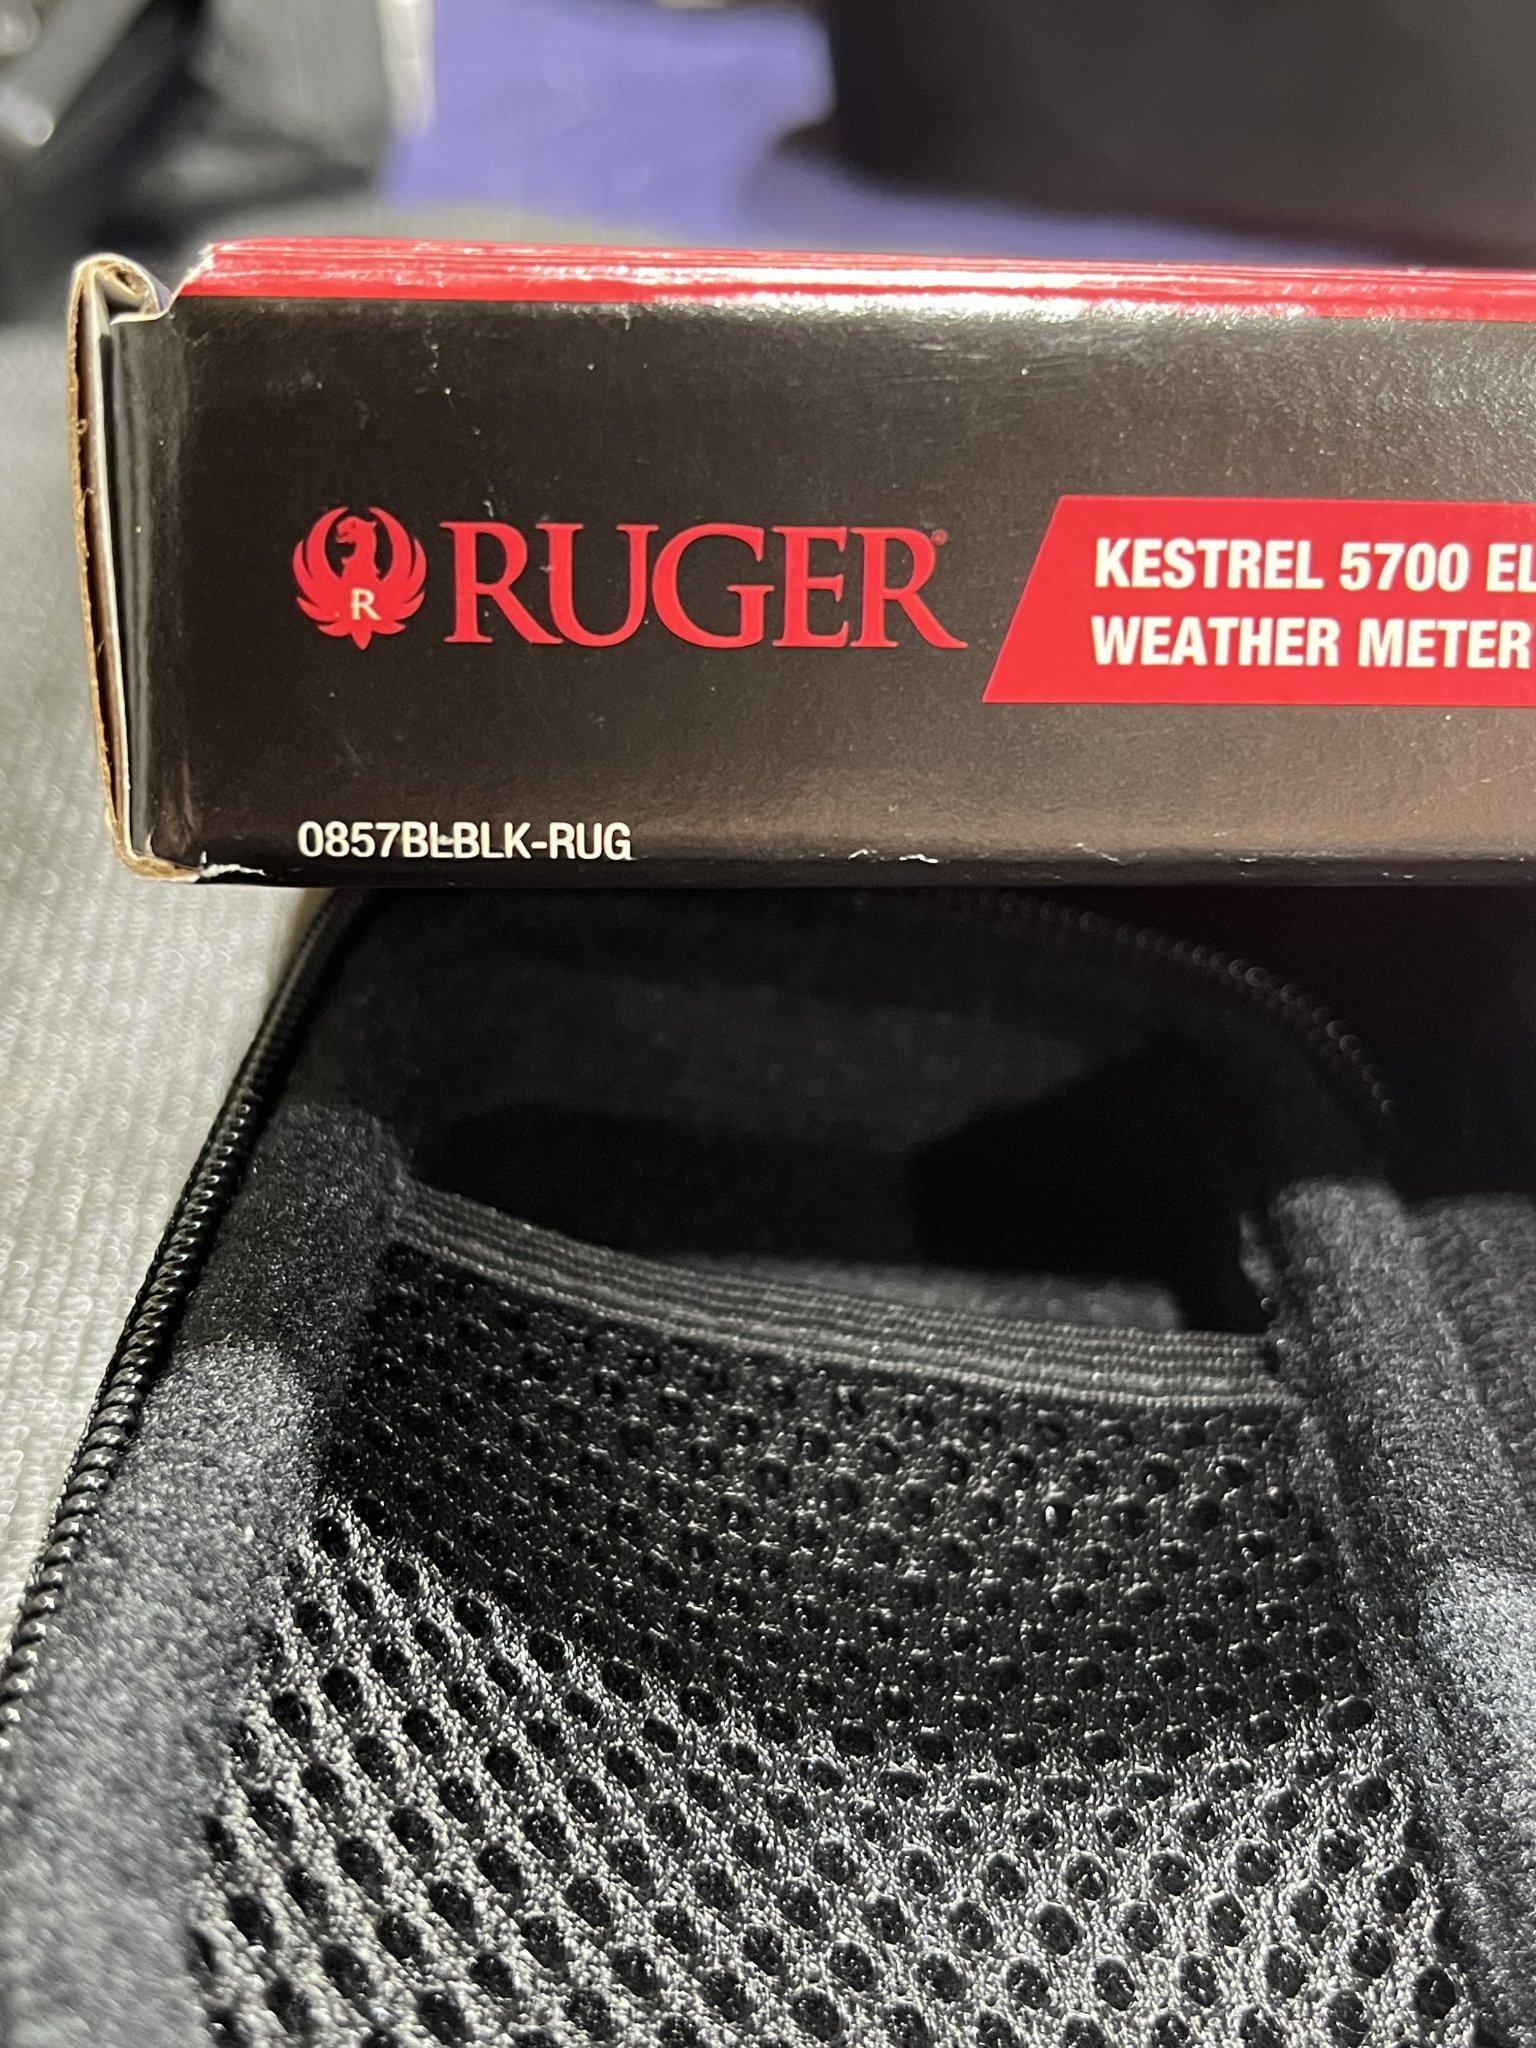 R RUGER®
KESTREL 5700 EL
WEATHER METER
0857BLBLK-RUG